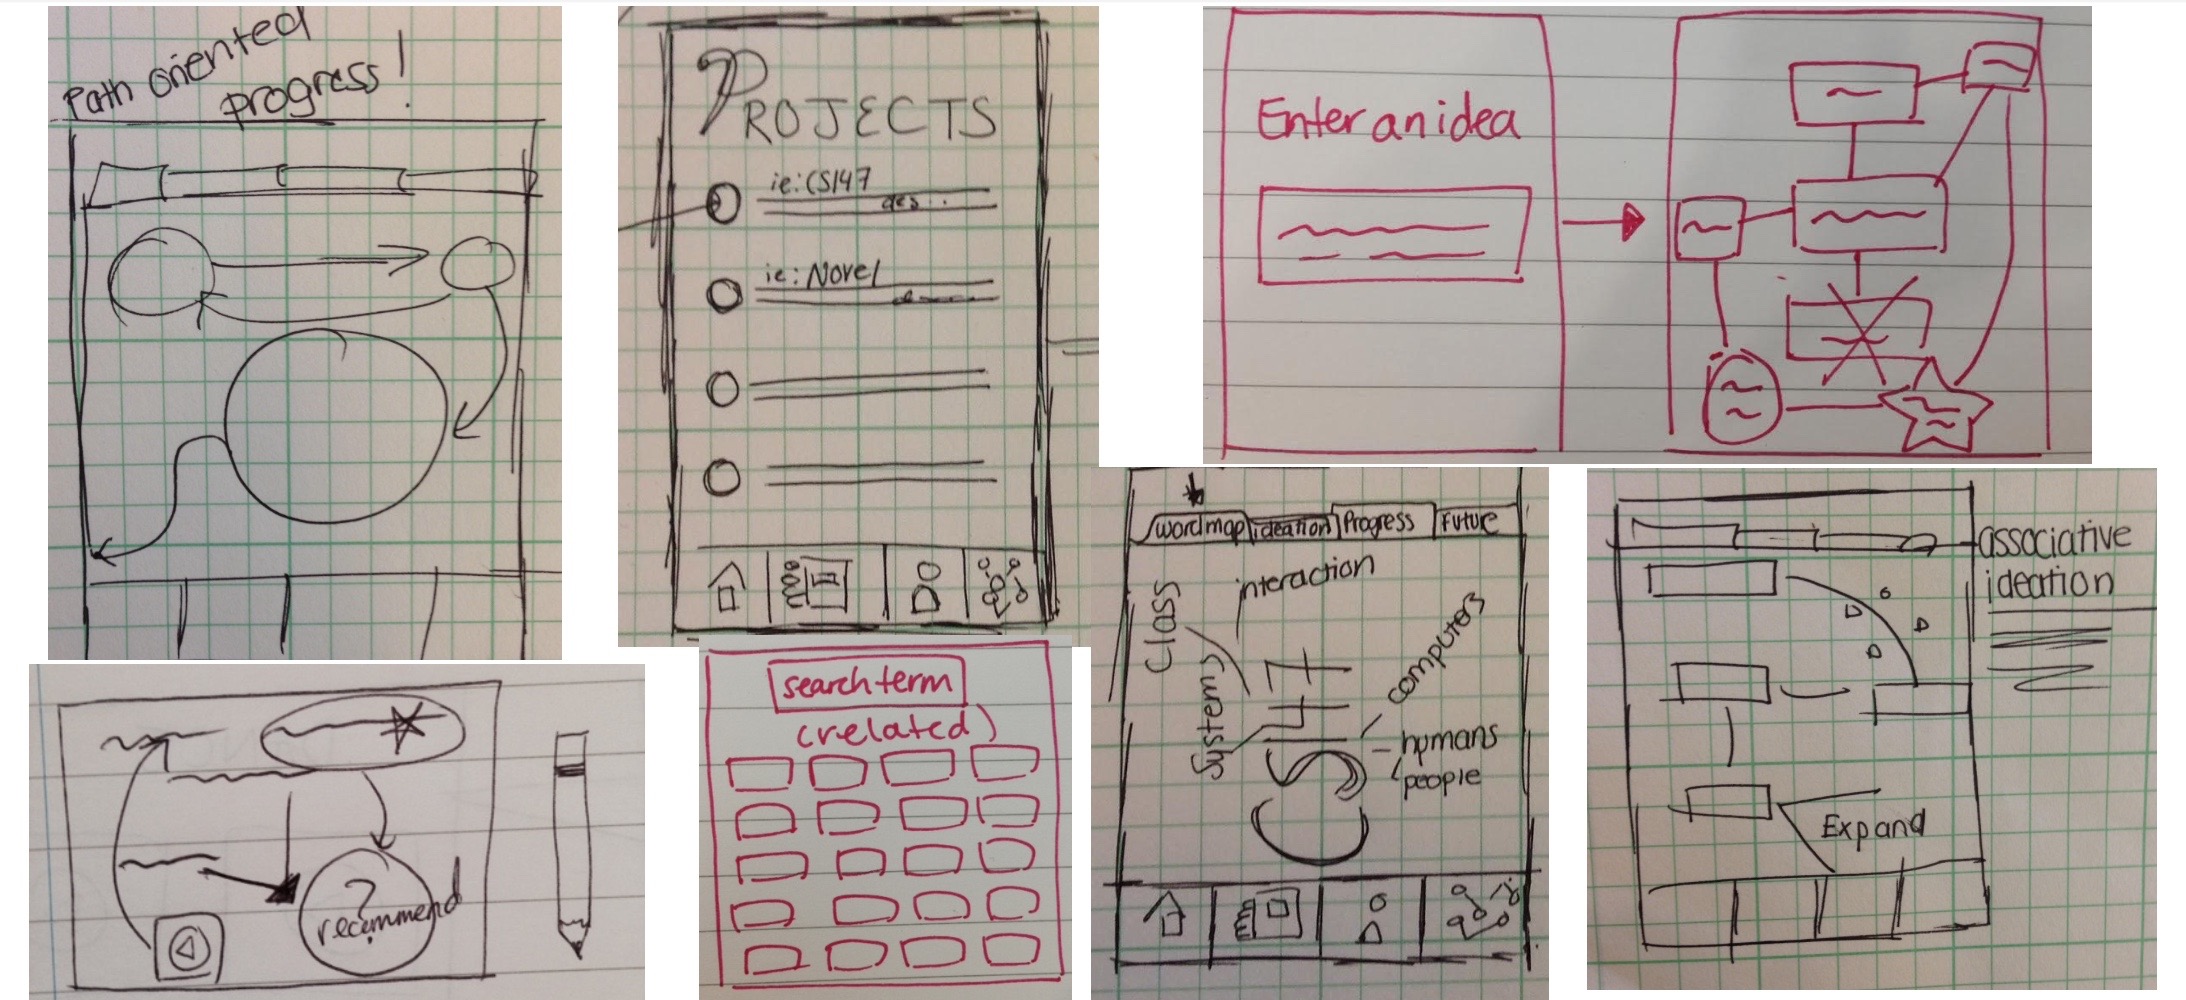 Path oriented
progress!
PROJECTS
ie: CS147
des..
ie: Novel
Enter an idea
recommend
?
search term
(related)
wordmap
ideation
Progress
Future
interaction
Class
Systems
CS147
computers
humans
people
associative
ideation
Expand